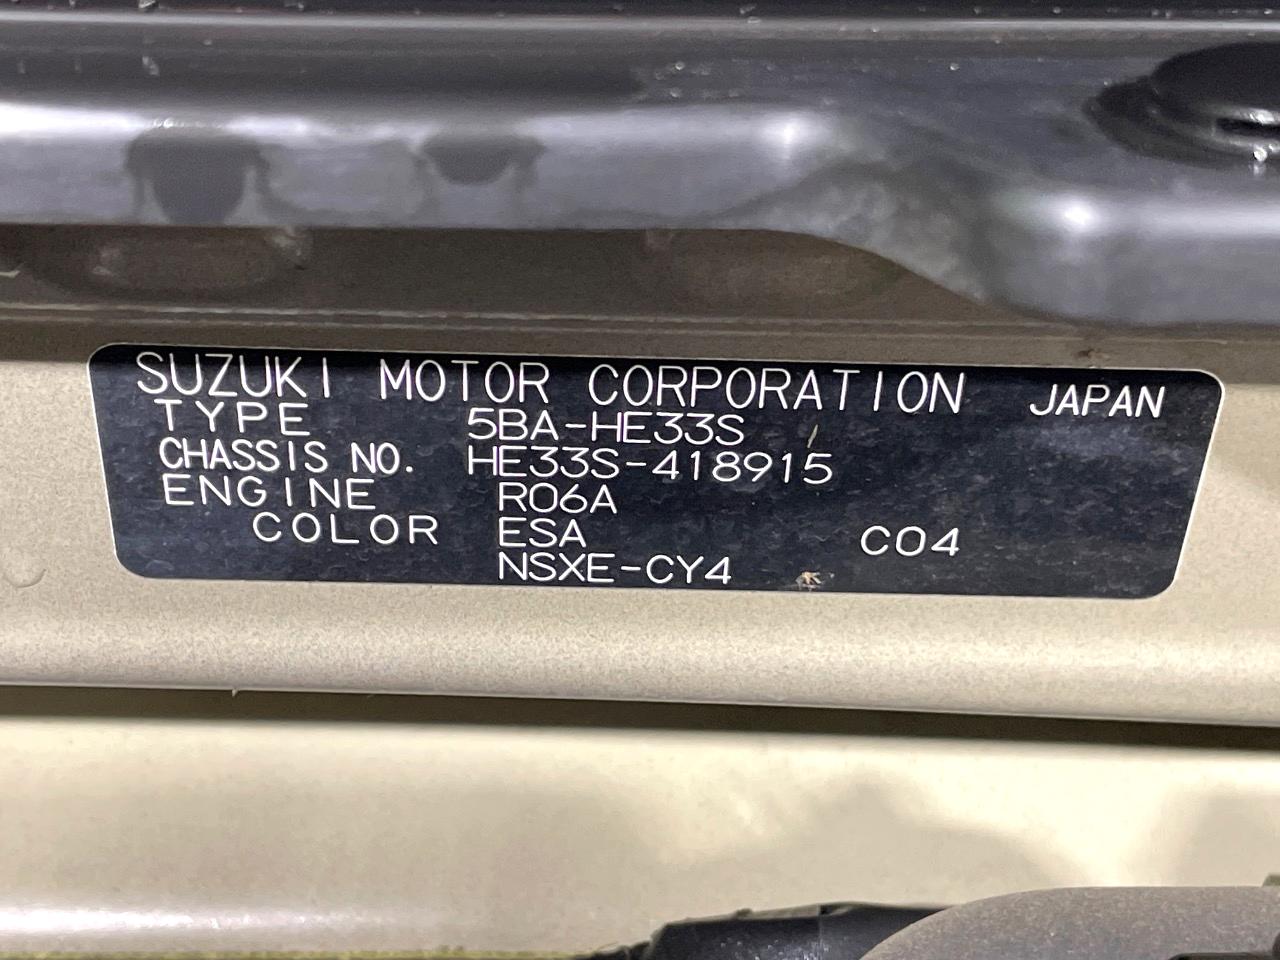 SUZUKI MOTOR CORPORATION JAPAN
TYPE 5BA-HE33S
CHASSIS NO. HE33S-418915
ENGINE R06A
COLOR ESA C04
NSXE-CY4